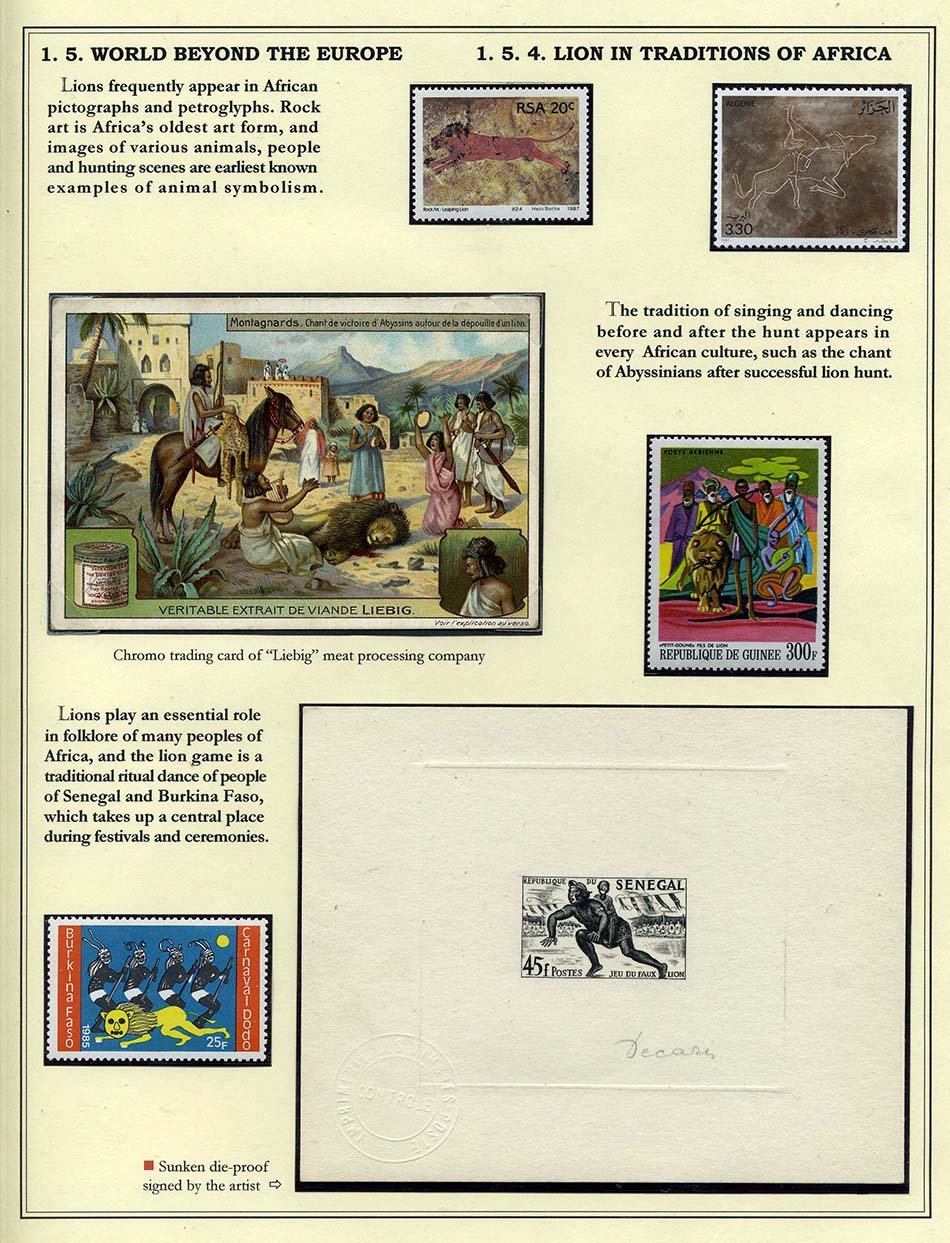 1. 5. WORLD BEYOND THE EUROPE
1. 5. 4. LION IN TRADITIONS OF AFRICA
Lions frequently appear in African
pictographs and petroglyphs. Rock
art is Africa's oldest art form, and
images of various animals, people
and hunting scenes are earliest known
examples of animal symbolism.
RSA 20c
Rock Art - Leaping Lion
Hein Botha 1987
ALGERIE
الجزائر
البريد
3.30
Montagnards. Chant de victoire d'Abyssins autour de la dépouille d'un lion.
VERITABLE EXTRAIT DE VIANDE LIEBIG.
Voir l'explication au verso.
Chromo trading card of "Liebig" meat processing company
The tradition of singing and dancing
before and after the hunt appears in
every African culture, such as the chant
of Abyssinians after successful lion hunt.
POSTE AERIENNE
«PETIT-GOUNE» FILS DE LION
REPUBLIQUE DE GUINEE 300F
Lions play an essential role
in folklore of many peoples of
Africa, and the lion game is a
traditional ritual dance of people
of Senegal and Burkina Faso,
which takes up a central place
during festivals and ceremonies.
Burkina Faso
1985
Carnaval Dodo
25F
REPUBLIQUE DU SENEGAL
45f POSTES JEU DU FAUX LION
Decaris
CONTROLE
■ Sunken die-proof
signed by the artist ⇨